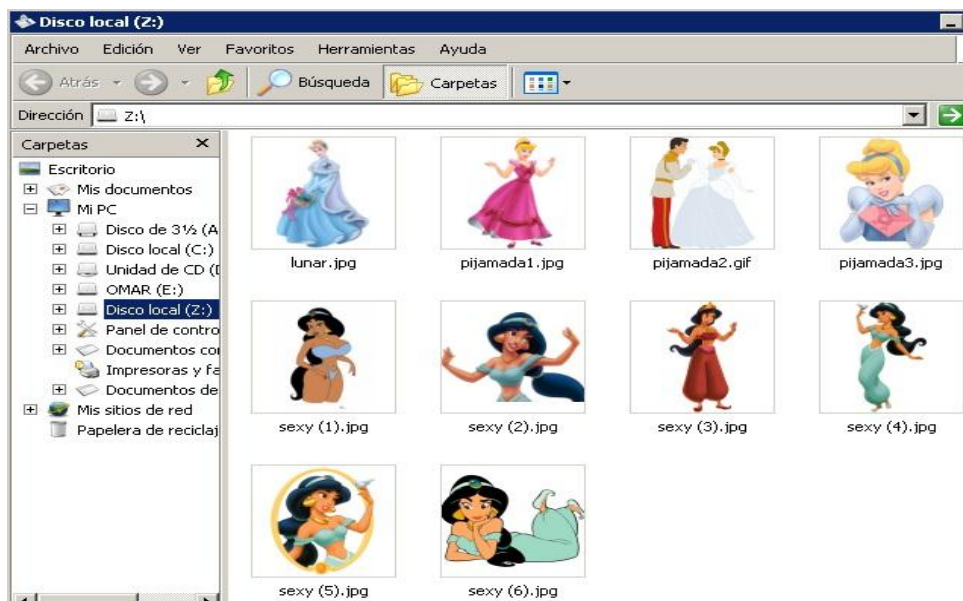 Disco local (Z:)
Archivo Edición Ver Favoritos Herramientas Ayuda
Atrás Búsqueda Carpetas
Dirección Z:\
Carpetas
Escritorio
Mis documentos
Mi PC
Disco de 3½ (A
Disco local (C:)
Unidad de CD (
OMAR (E:)
Disco local (Z:)
Panel de contro
Documentos co
Impresoras y fa
Documentos de
Mis sitios de red
Papelera de reciclaj
lunar.jpg pijamada1.jpg pijamada2.gif pijamada3.jpg
sexy (1).jpg sexy (2).jpg sexy (3).jpg sexy (4).jpg
sexy (5).jpg sexy (6).jpg